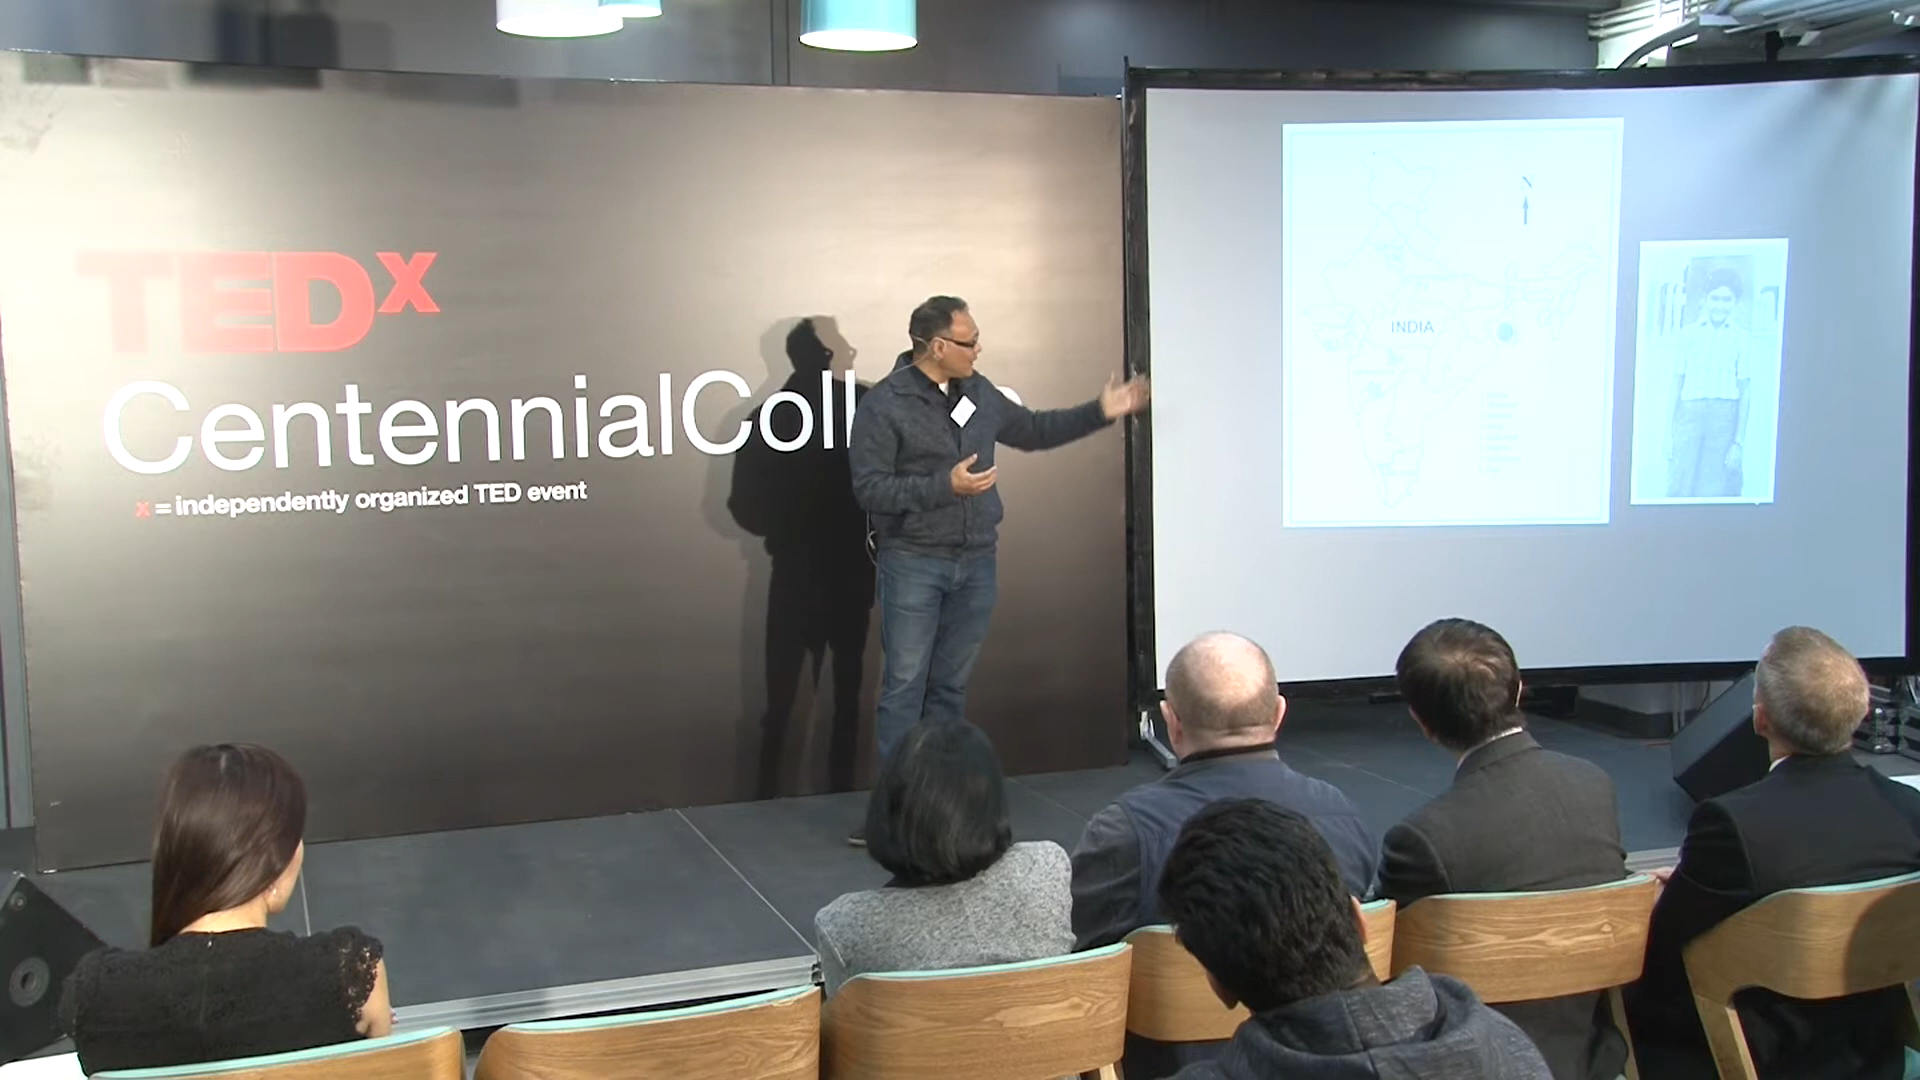 TEDx
CentennialColl
x = independently organized TED event
INDIA